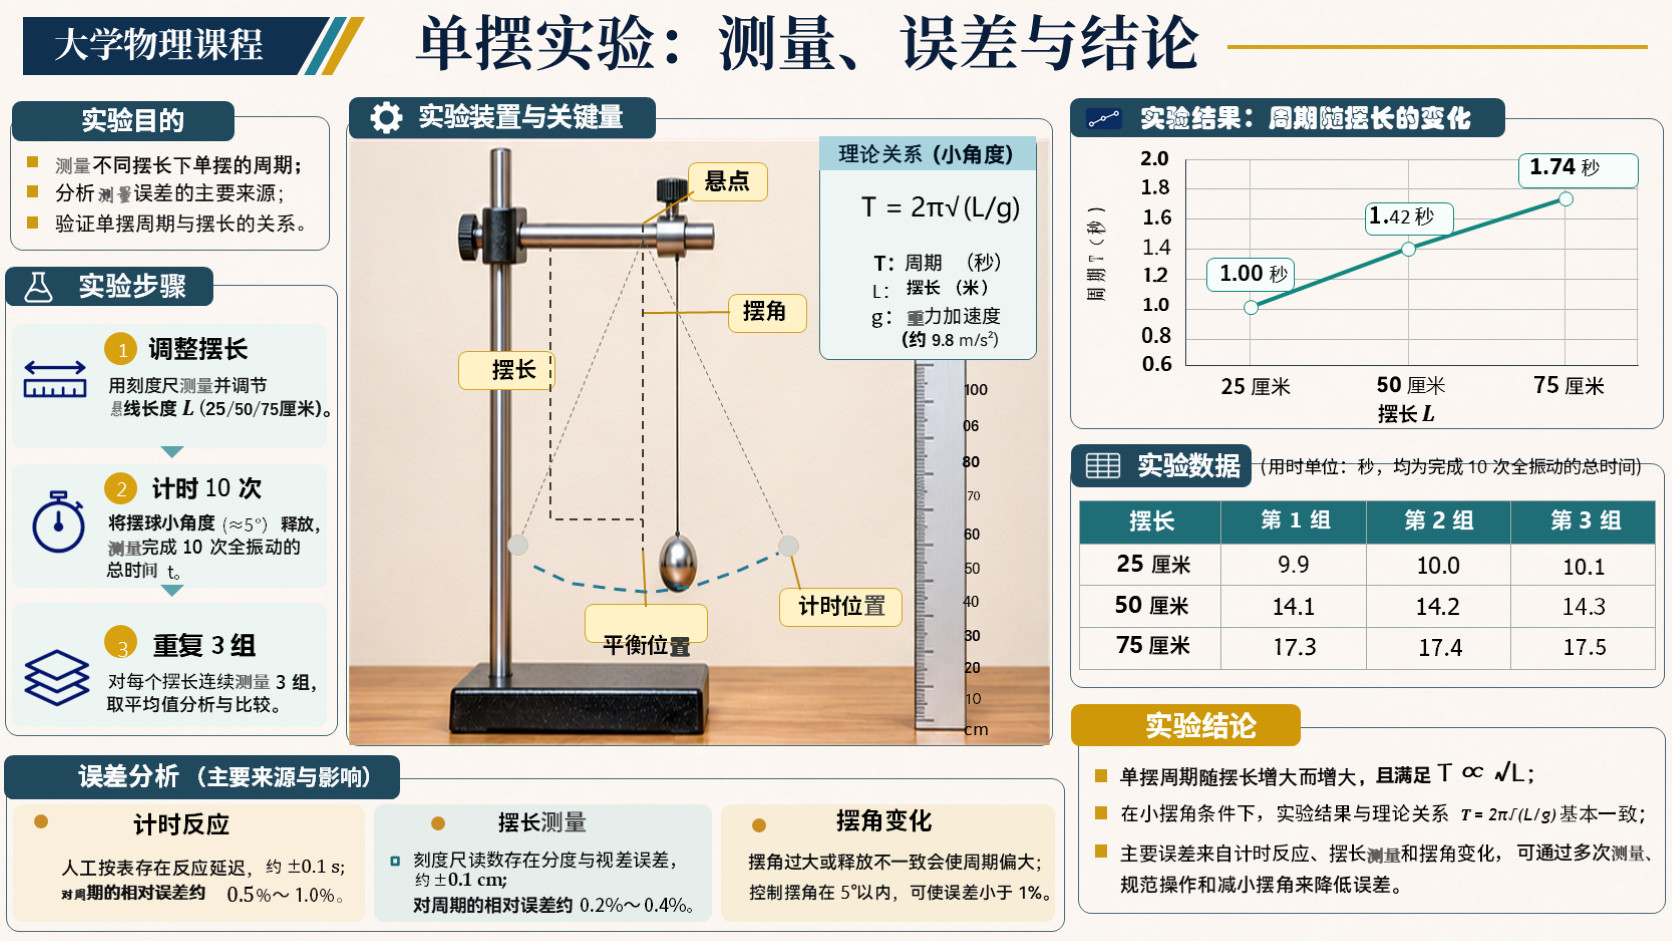 大学物理课程
单摆实验：测量、误差与结论
实验目的
测量不同摆长下单摆的周期；
分析测量误差的主要来源；
验证单摆周期与摆长的关系。
实验步骤
1 调整摆长
用刻度尺测量并调节
悬线长度 L (25/50/75厘米)。
2 计时 10 次
将摆球小角度 (≈5°) 释放，
测量完成 10 次全振动的
总时间 t。
3 重复 3 组
对每个摆长连续测量 3 组，
取平均值分析与比较。
实验装置与关键量
悬点
摆角
摆长
计时位置
平衡位置
理论关系 (小角度)
T = 2π√(L/g)
T：周期 （秒）
L：摆长（米）
g：重力加速度
(约 9.8 m/s²)
100
06
80
70
60
50
40
30
20
10
cm
实验结果：周期随摆长的变化
周期 T（秒）
2.0
1.8
1.6
1.4
1.2
1.0
0.8
0.6
1.00 秒
1.42 秒
1.74 秒
25 厘米
50 厘米
75 厘米
摆长 L
实验数据 (用时单位：秒，均为完成 10 次全振动的总时间)
摆长 第 1 组 第 2 组 第 3 组
25 厘米 9.9 10.0 10.1
50 厘米 14.1 14.2 14.3
75 厘米 17.3 17.4 17.5
实验结论
单摆周期随摆长增大而增大，且满足 T ∝ √L；
在小摆角条件下，实验结果与理论关系 T = 2π√(L/g) 基本一致；
主要误差来自计时反应、摆长测量和摆角变化，可通过多次测量、
规范操作和减小摆角来降低误差。
误差分析（主要来源与影响）
计时反应
人工按表存在反应延迟，约 ±0.1 s;
对周期的相对误差约 0.5%～1.0%。
摆长测量
刻度尺读数存在分度与视差误差，
约 ±0.1 cm;
对周期的相对误差约 0.2%～0.4%。
摆角变化
摆角过大或释放不一致会使周期偏大；
控制摆角在 5°以内，可使误差小于 1%。